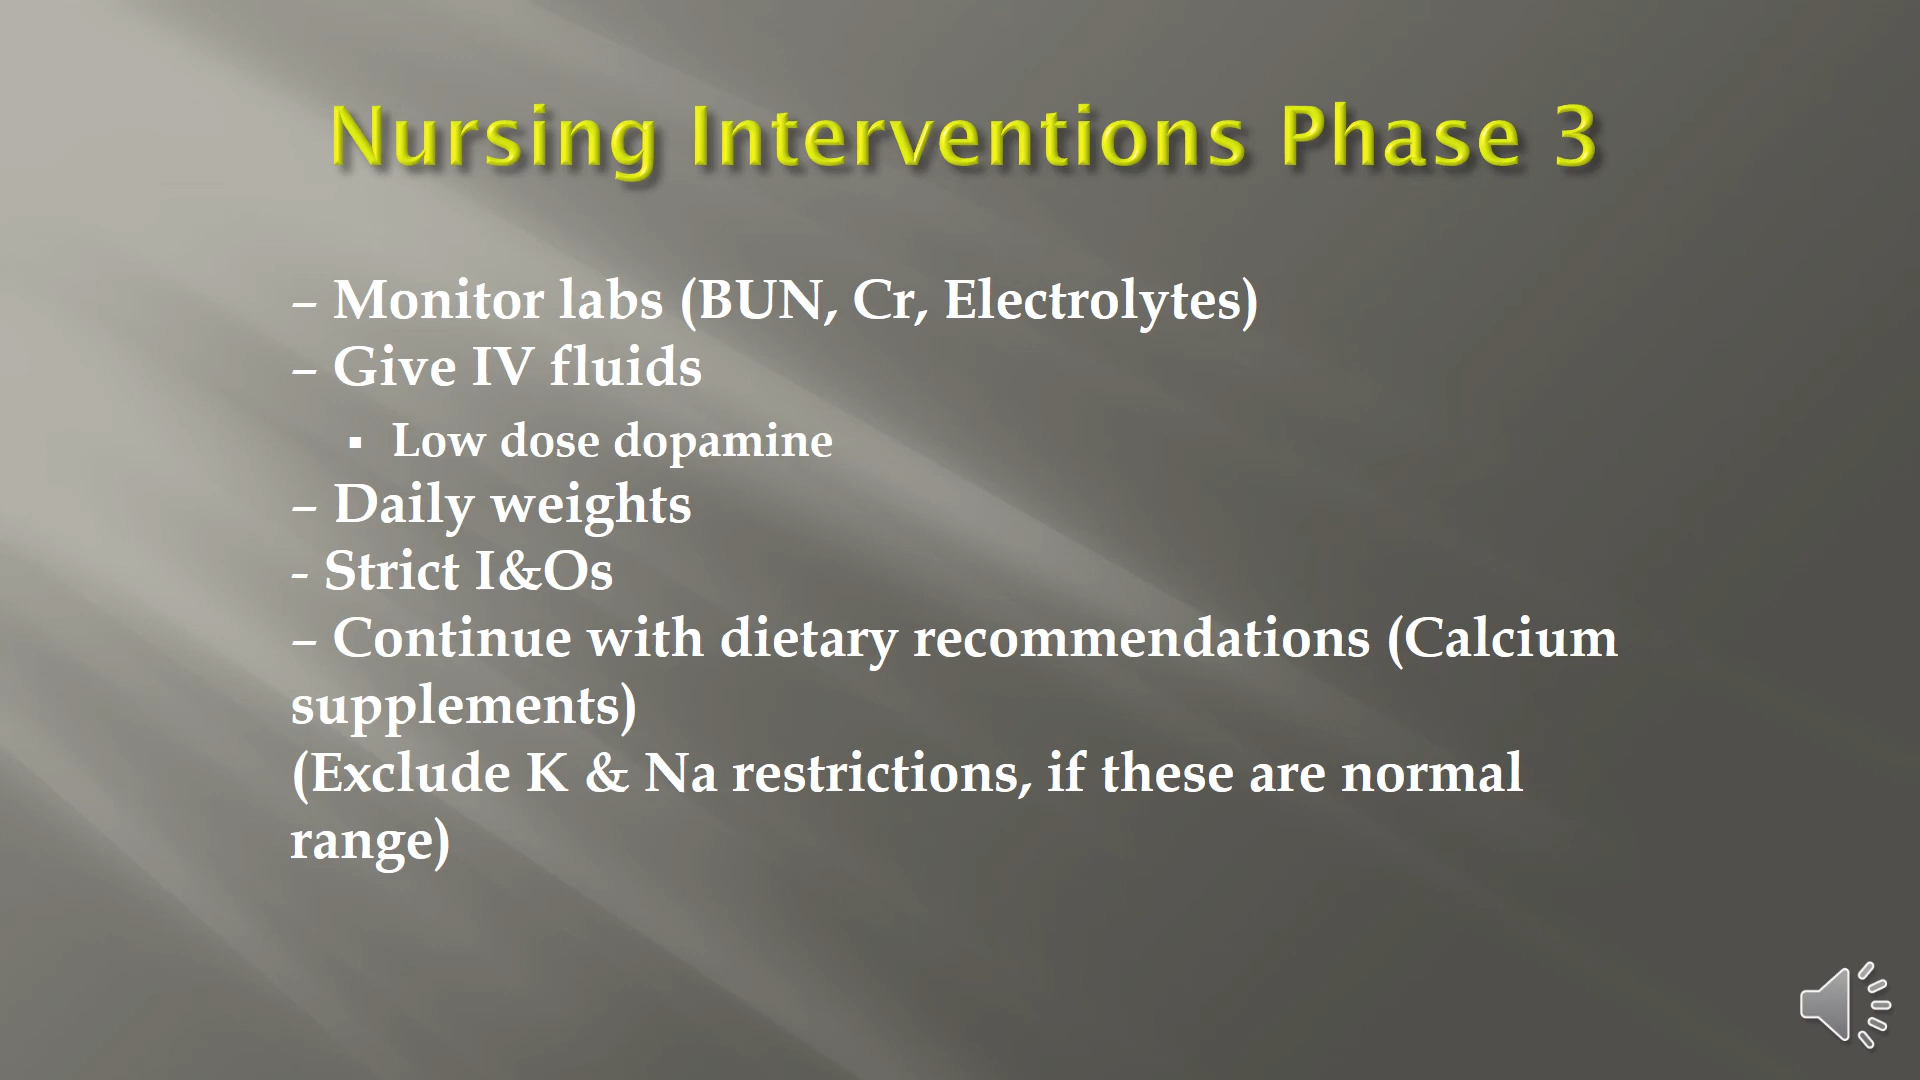 Nursing Interventions Phase 3
– Monitor labs (BUN, Cr, Electrolytes)
– Give IV fluids
▪ Low dose dopamine
– Daily weights
- Strict I&Os
– Continue with dietary recommendations (Calcium
supplements)
(Exclude K & Na restrictions, if these are normal
range)